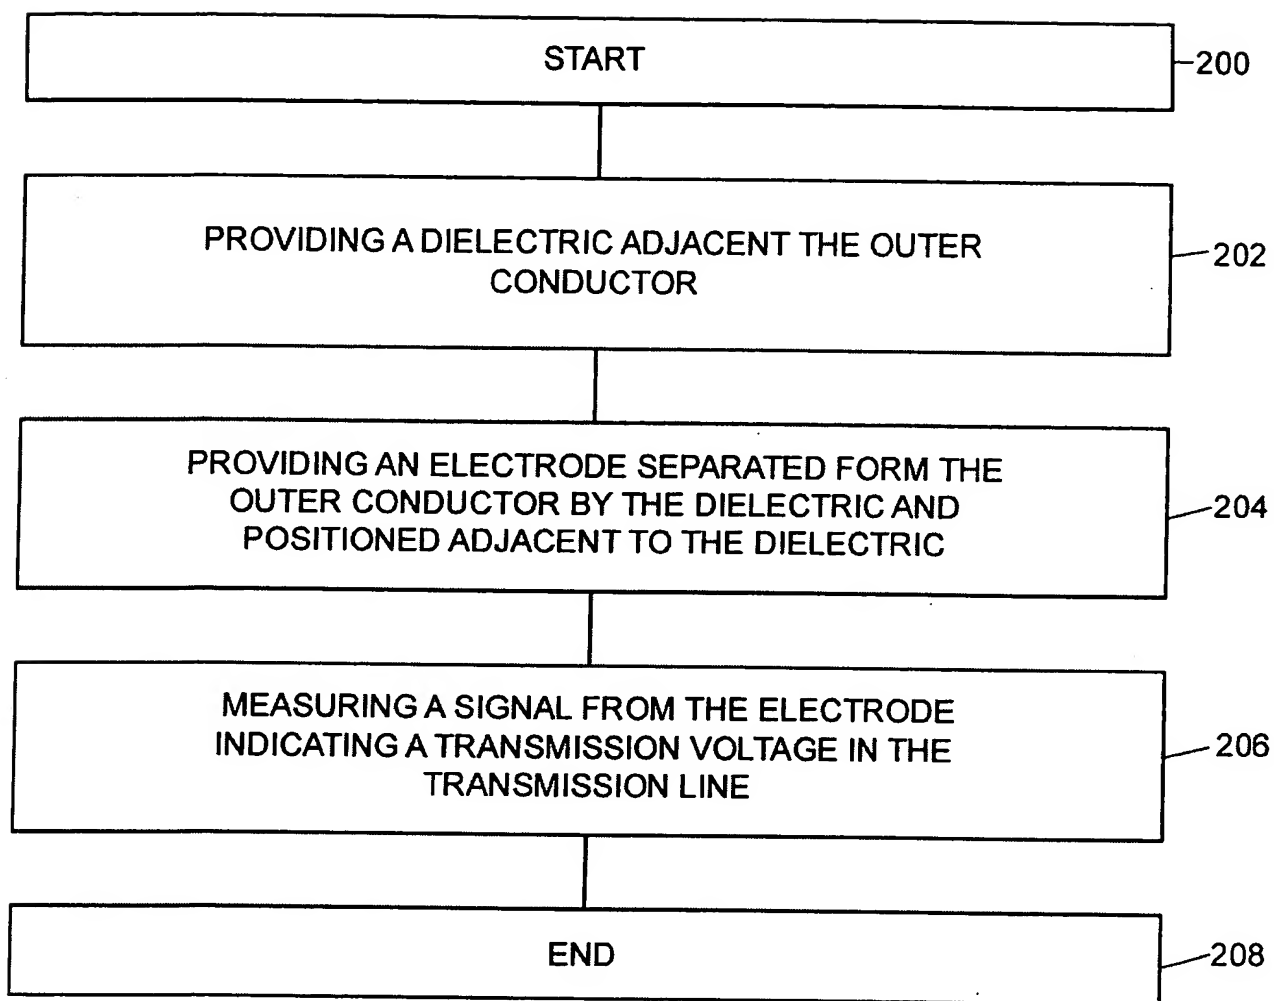 START
200
PROVIDING A DIELECTRIC ADJACENT THE OUTER
CONDUCTOR
202
PROVIDING AN ELECTRODE SEPARATED FORM THE
OUTER CONDUCTOR BY THE DIELECTRIC AND
POSITIONED ADJACENT TO THE DIELECTRIC
204
MEASURING A SIGNAL FROM THE ELECTRODE
INDICATING A TRANSMISSION VOLTAGE IN THE
TRANSMISSION LINE
206
END
208